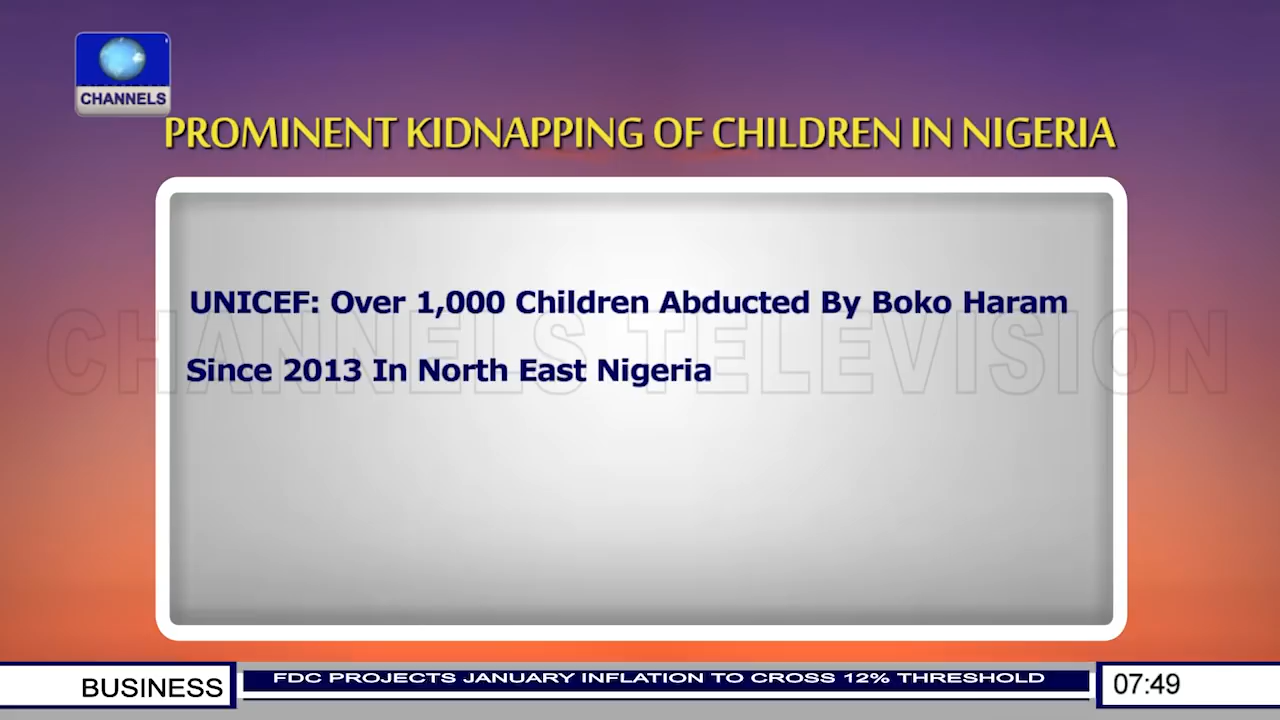 CHANNELS
PROMINENT KIDNAPPING OF CHILDREN IN NIGERIA
UNICEF: Over 1,000 Children Abducted By Boko Haram
CHANNELS TELEVISION
Since 2013 In North East Nigeria
BUSINESS
FDC PROJECTS JANUARY INFLATION TO CROSS 12% THRESHOLD
07:49